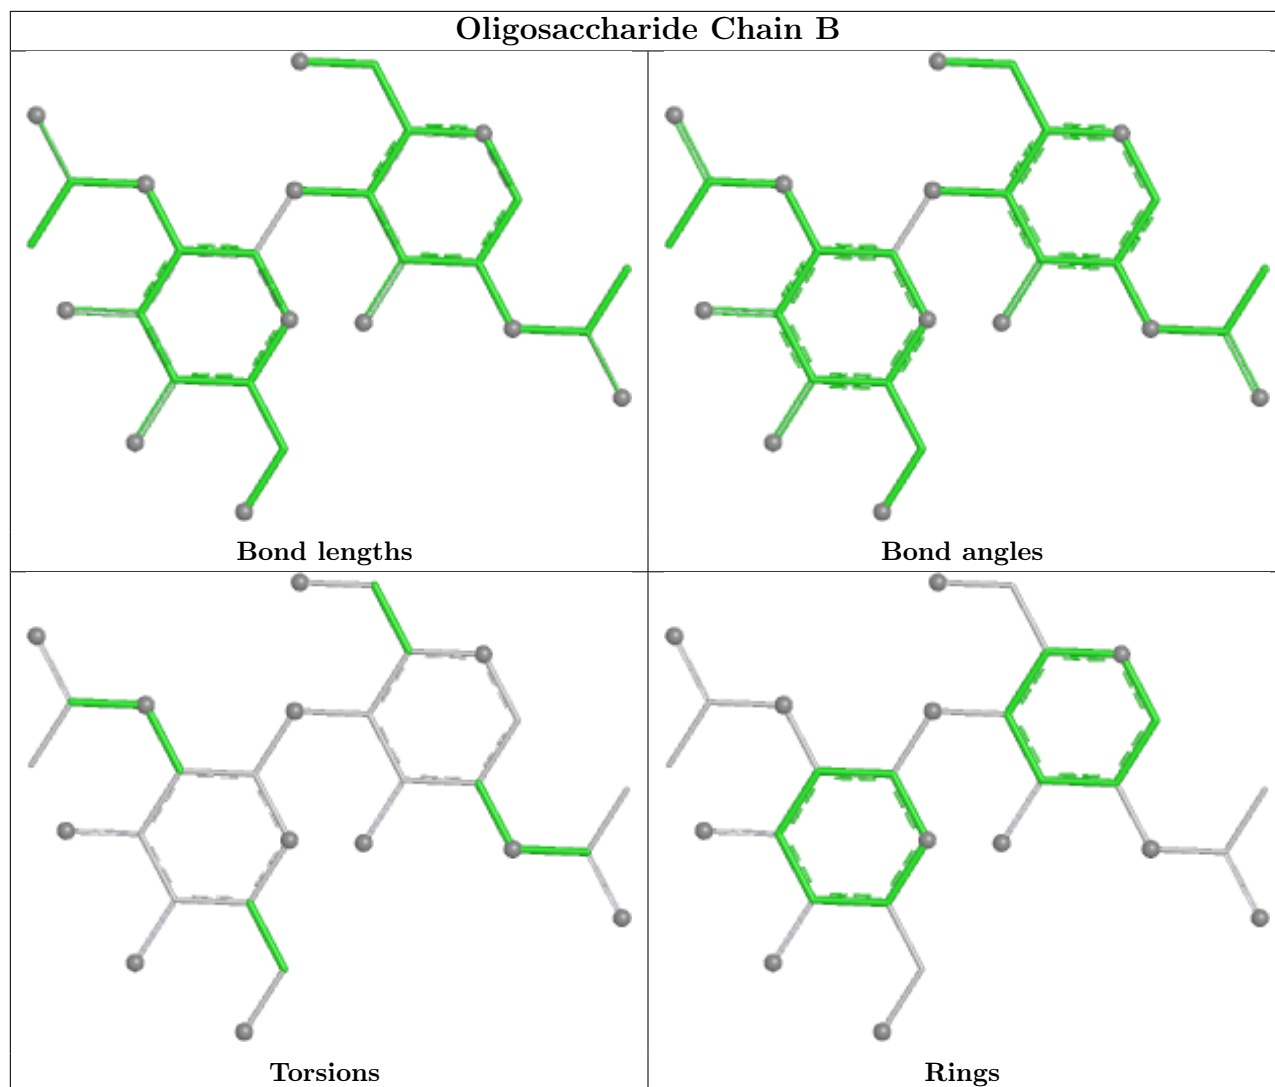 Oligosaccharide Chain B
Bond lengths
Bond angles
Torsions
Rings